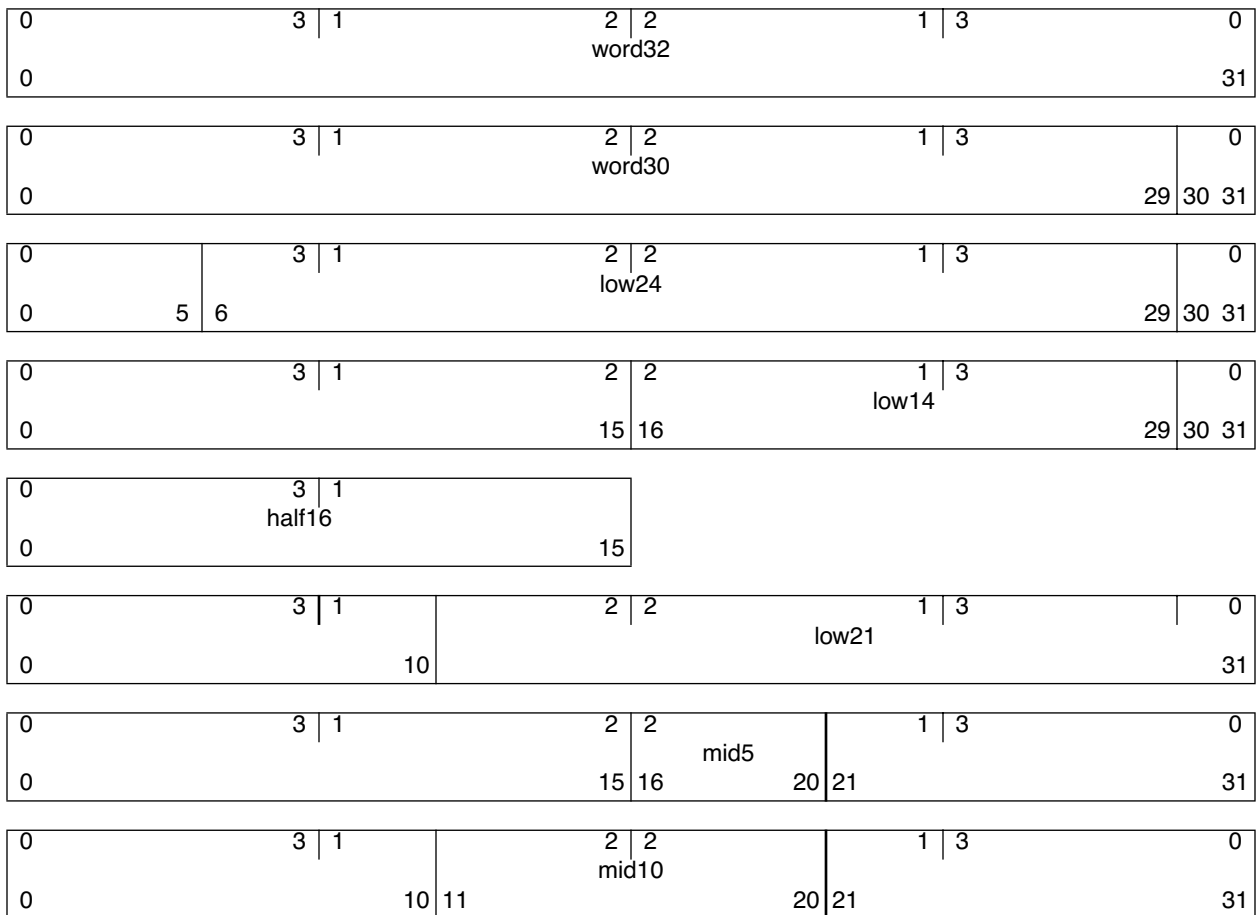 0 3 1 2 2 1 3 0
word32
0 31
0 3 1 2 2 1 3 0
word30
0 29 30 31
0 3 1 2 2 1 3 0
low24
0 5 6 29 30 31
0 3 1 2 2 1 3 0
low14
0 15 16 29 30 31
0 3 1
half16
0 15
0 3 1 2 2 1 3 0
low21
0 10 31
0 3 1 2 2 1 3 0
mid5
0 15 16 20 21 31
0 3 1 2 2 1 3 0
mid10
0 10 11 20 21 31